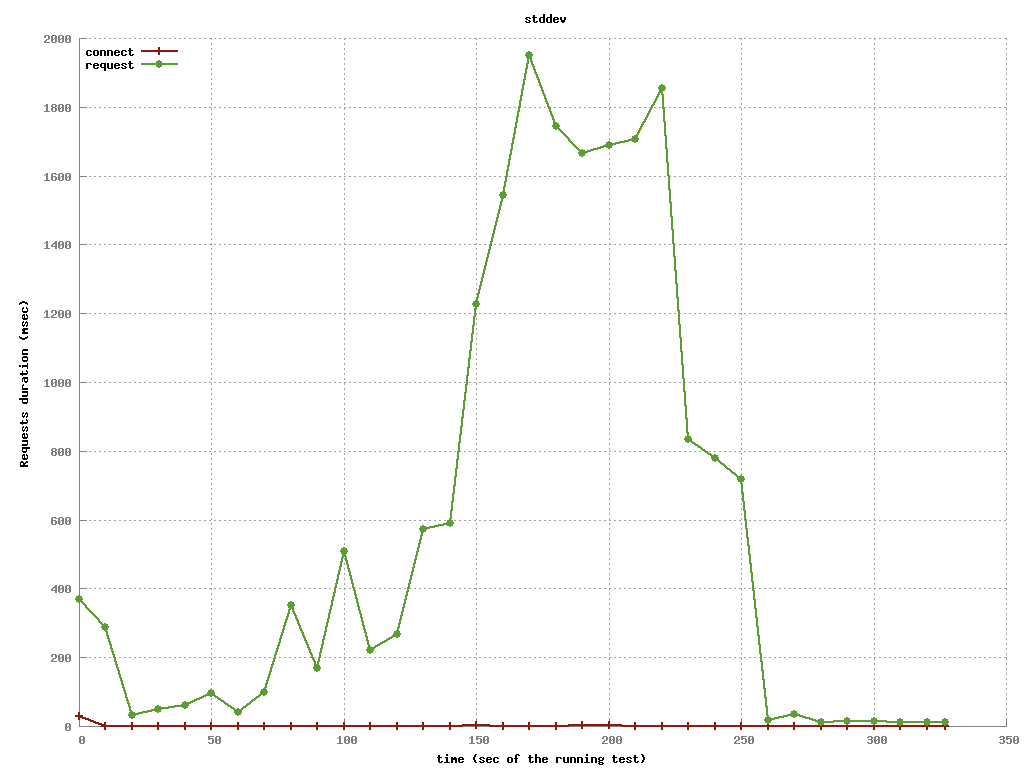 stddev
connect
request
2000
1800
1600
1400
1200
1000
800
600
400
200
0
Requests duration (msec)
0 50 100 150 200 250 300 350
time (sec of the running test)